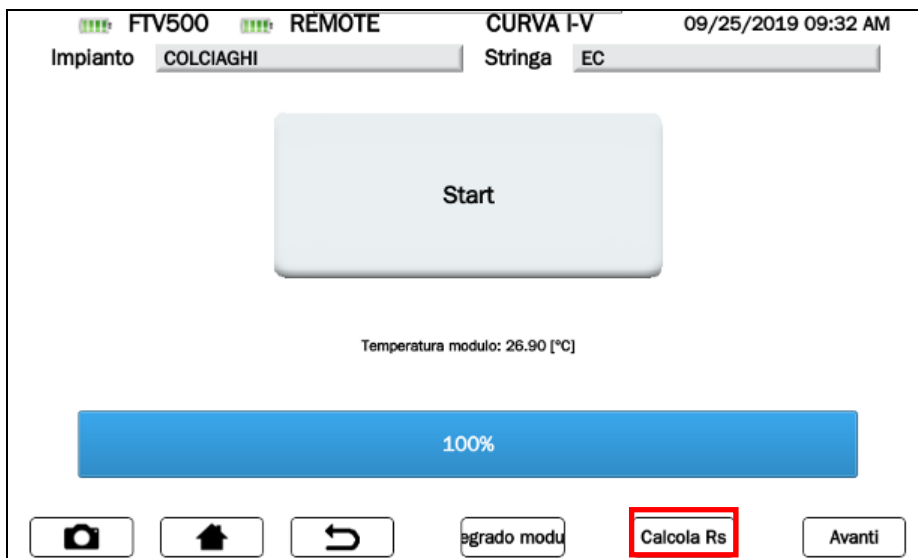 FTV500 REMOTE CURVA I-V 09/25/2019 09:32 AM
Impianto COLCIAGHI Stringa EC
Start
Temperatura modulo: 26.90 [°C]
100%
egrado modu Calcola Rs Avanti